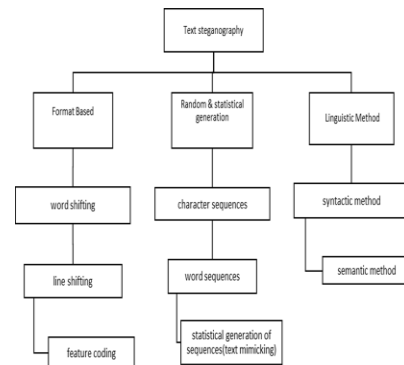 Text steganography
Format Based
Random & statistical
generation
Linguistic Method
word shifting
character sequences
syntactic method
line shifting
word sequences
semantic method
feature coding
statistical generation of
sequences(text mimicking)